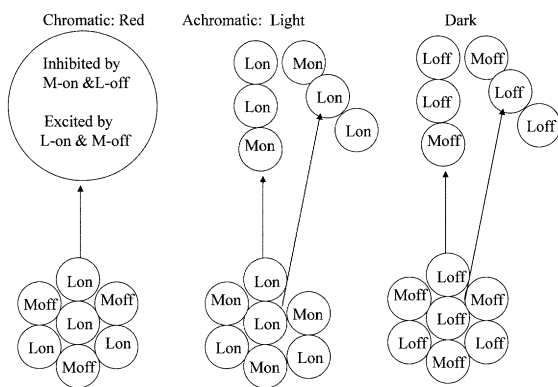 Chromatic: Red
Achromatic: Light
Dark
Inhibited by
M-on &L-off
Excited by
L-on & M-off
Lon
Lon
Mon
Mon
Lon
Lon
Loff
Loff
Moff
Moff
Loff
Loff
Lon
Moff
Moff
Lon
Lon
Lon
Moff
Lon
Mon
Mon
Lon
Lon
Lon
Mon
Loff
Moff
Moff
Loff
Loff
Loff
Moff